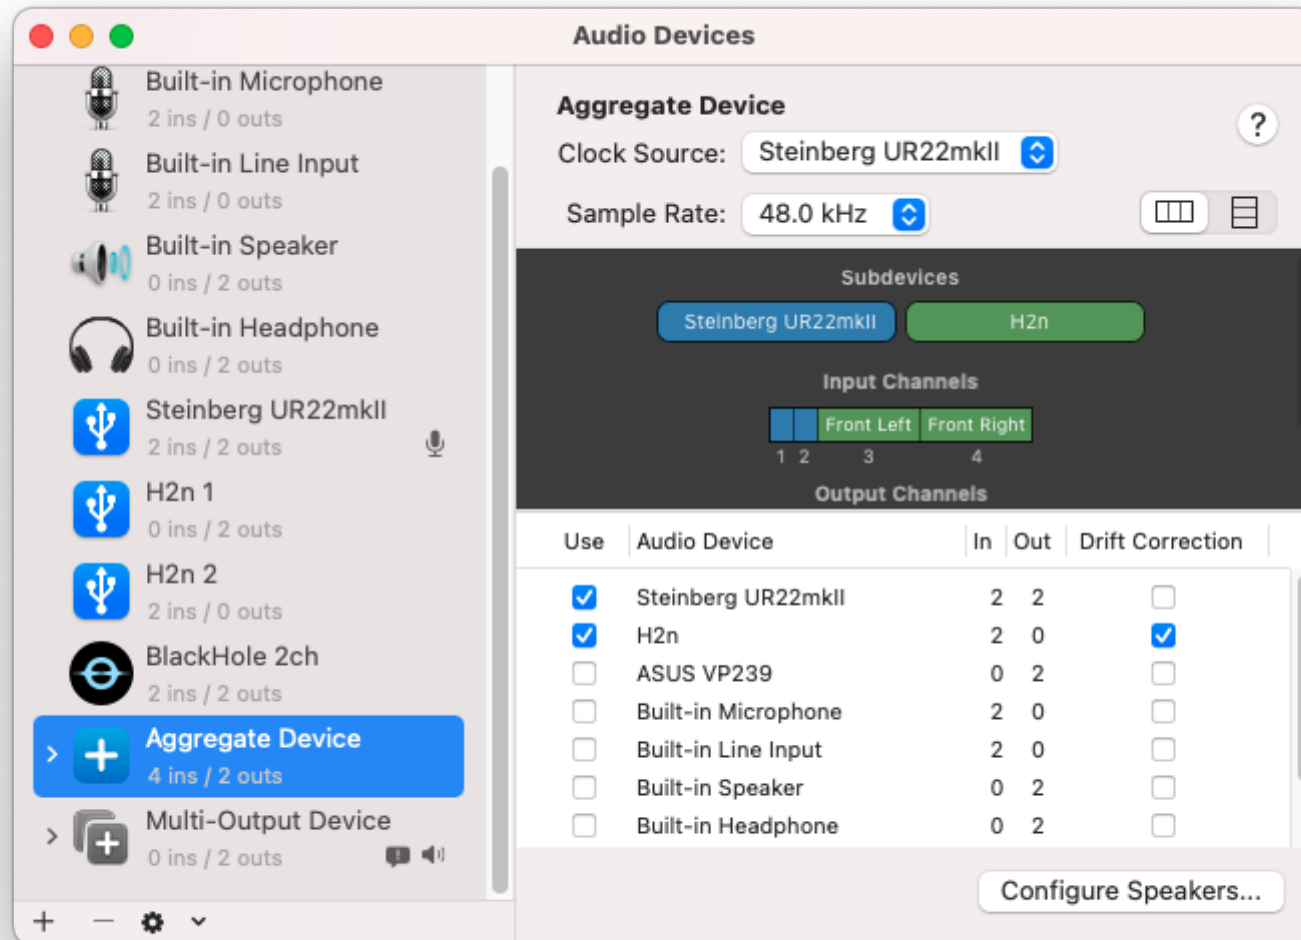 Audio Devices
Built-in Microphone
2 ins / 0 outs
Built-in Line Input
2 ins / 0 outs
Built-in Speaker
0 ins / 2 outs
Built-in Headphone
0 ins / 2 outs
Steinberg UR22mkII
2 ins / 2 outs
H2n 1
0 ins / 2 outs
H2n 2
2 ins / 0 outs
BlackHole 2ch
2 ins / 2 outs
Aggregate Device
4 ins / 2 outs
Multi-Output Device
0 ins / 2 outs
Aggregate Device
?
Clock Source: Steinberg UR22mkII
Sample Rate: 48.0 kHz
Subdevices
Steinberg UR22mkII H2n
Input Channels
Front Left Front Right
1 2 3 4
Output Channels
Use Audio Device In Out Drift Correction
Steinberg UR22mkII 2 2
H2n 2 0
ASUS VP239 0 2
Built-in Microphone 2 0
Built-in Line Input 2 0
Built-in Speaker 0 2
Built-in Headphone 0 2
Configure Speakers...